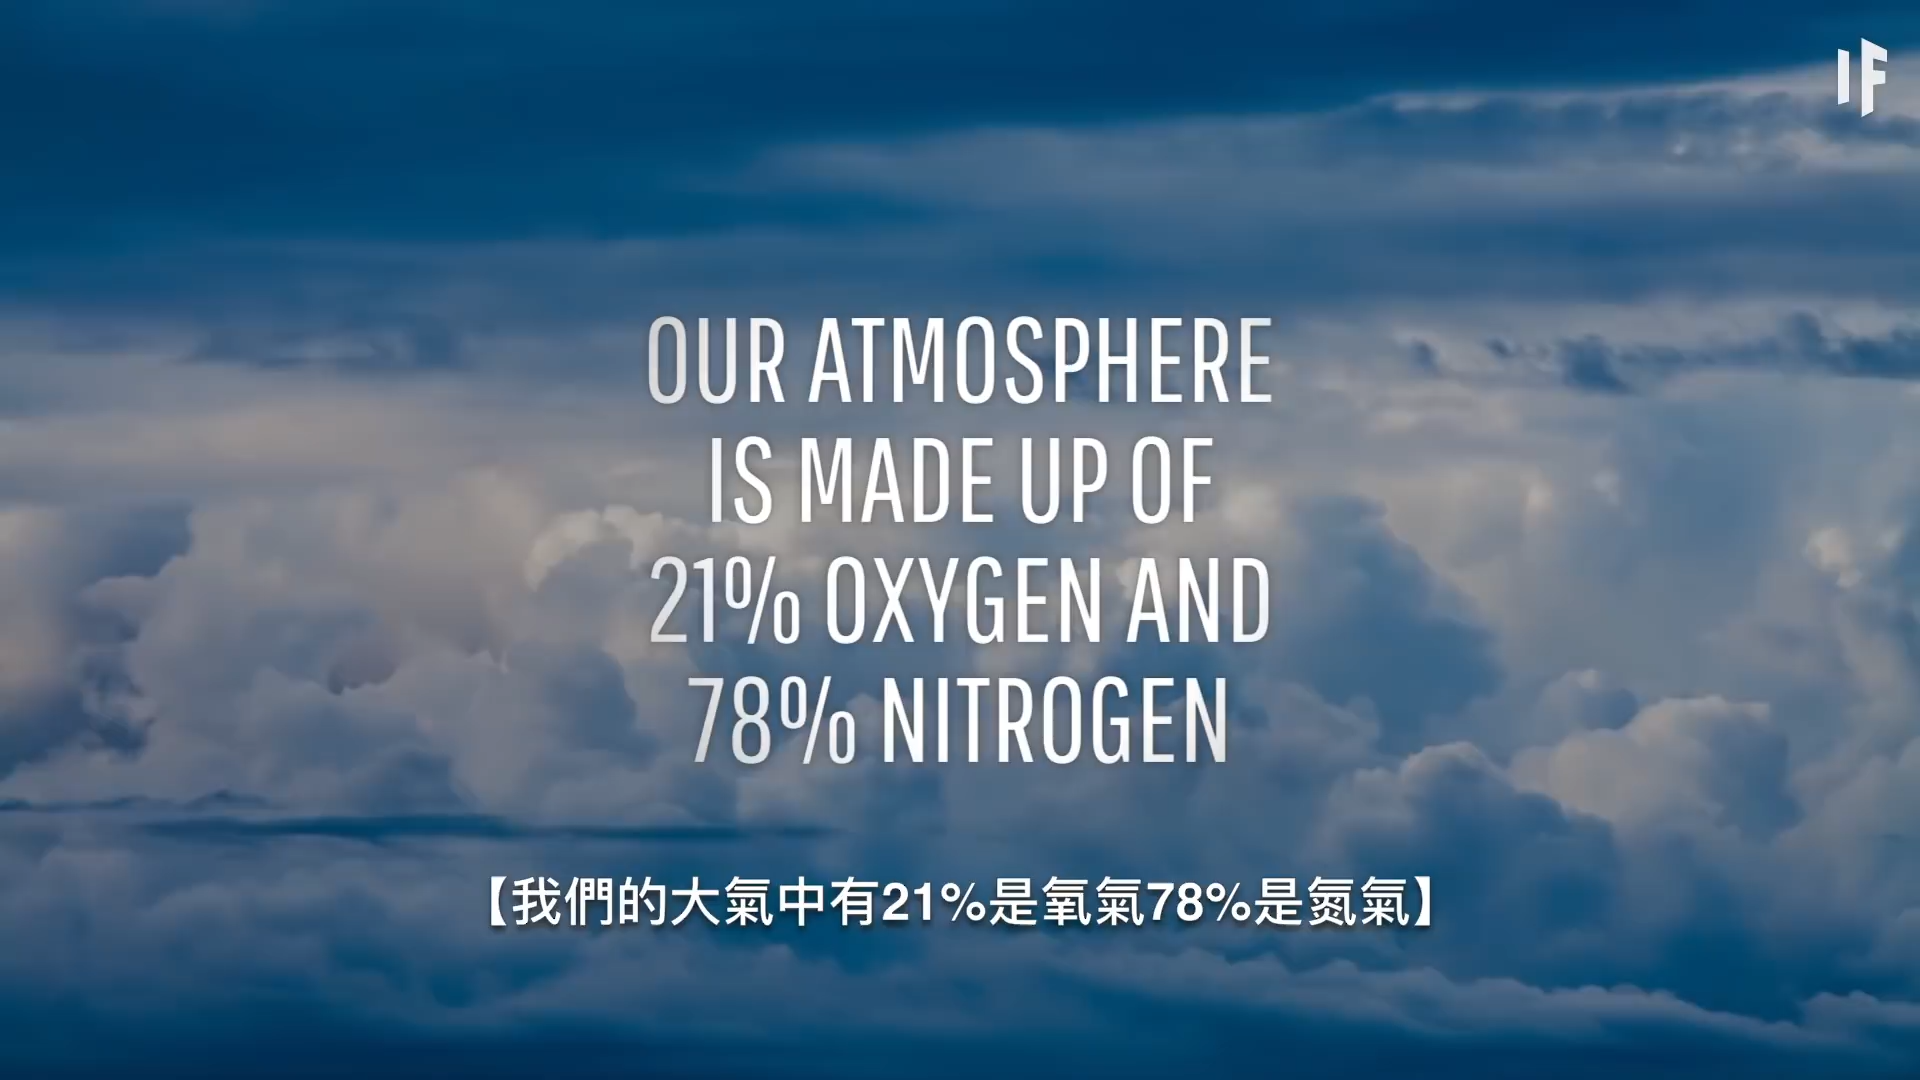 IF
OUR ATMOSPHERE
IS MADE UP OF
21% OXYGEN AND
78% NITROGEN
【我們的大氣中有21%是氧氣78%是氮氣】